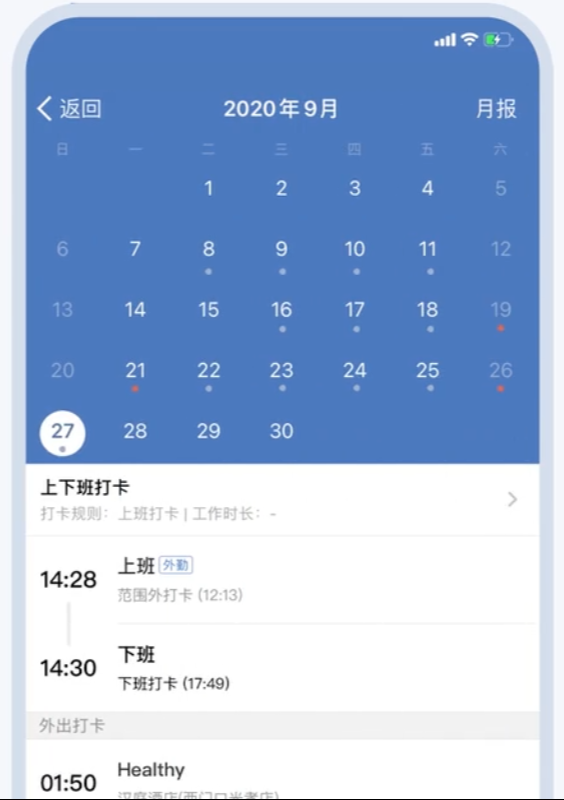 返回 2020年9月 月报
日 一 二 三 四 五 六
1 2 3 4 5
6 7 8 9 10 11 12
13 14 15 16 17 18 19
20 21 22 23 24 25 26
27 28 29 30
上下班打卡
打卡规则：上班打卡 | 工作时长：-
14:28 上班 外勤
范围外打卡 (12:13)
14:30 下班
下班打卡 (17:49)
外出打卡
01:50 Healthy